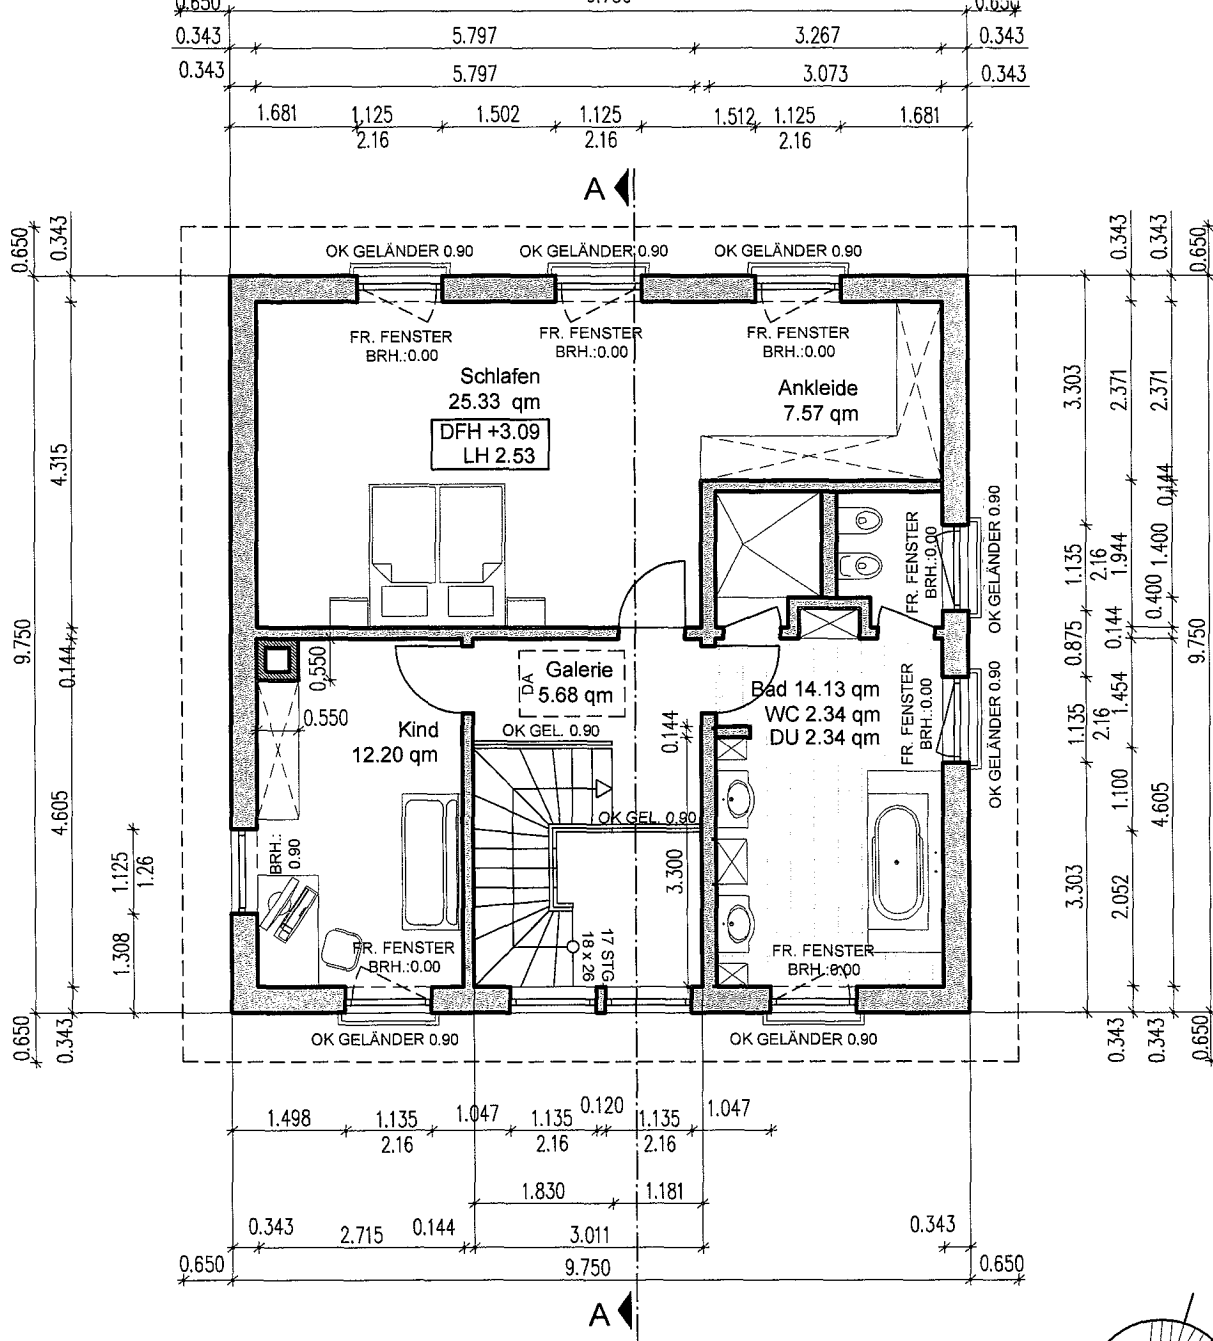 0.650 0.650
0.343 5.797 3.267 0.343
0.343 5.797 3.073 0.343
1.681 1.125 1.502 1.125 1.512 1.125 1.681
2.16 2.16 2.16
A
0.650 0.343 0.343 0.343 0.650
OK GELÄNDER 0.90 OK GELÄNDER 0.90 OK GELÄNDER 0.90
FR. FENSTER
BRH.:0.00
FR. FENSTER
BRH.:0.00
FR. FENSTER
BRH.:0.00
Schlafen
25.33 qm
DFH +3.09
LH 2.53
Ankleide
7.57 qm
9.750
4.315
0.144
4.605
1.125
1.26
1.308
3.303
2.371
2.371
0.144
1.135
2.16
1.944
1.400
0.400
0.875
0.144
9.750
1.135
2.16
1.454
1.100
4.605
3.303
2.052
FR. FENSTER
BRH.:0.00
OK GELÄNDER 0.90
FR. FENSTER
BRH.:0.00
OK GELÄNDER 0.90
0.550
0.550
Kind
12.20 qm
DA
Galerie
5.68 qm
OK GEL. 0.90
0.144
Bad 14.13 qm
WC 2.34 qm
DU 2.34 qm
OK GEL. 0.90
3.300
BRH.:
0.90
17 STG
18 x 26
FR. FENSTER
BRH.:0.00
FR. FENSTER
BRH.:0.00
OK GELÄNDER 0.90 OK GELÄNDER 0.90
0.650 0.343 0.343 0.343 0.650
1.498 1.135 1.047 1.135 0.120 1.135 1.047
2.16 2.16 2.16
1.830 1.181
0.343 2.715 0.144 3.011 0.343
0.650 9.750 0.650
A